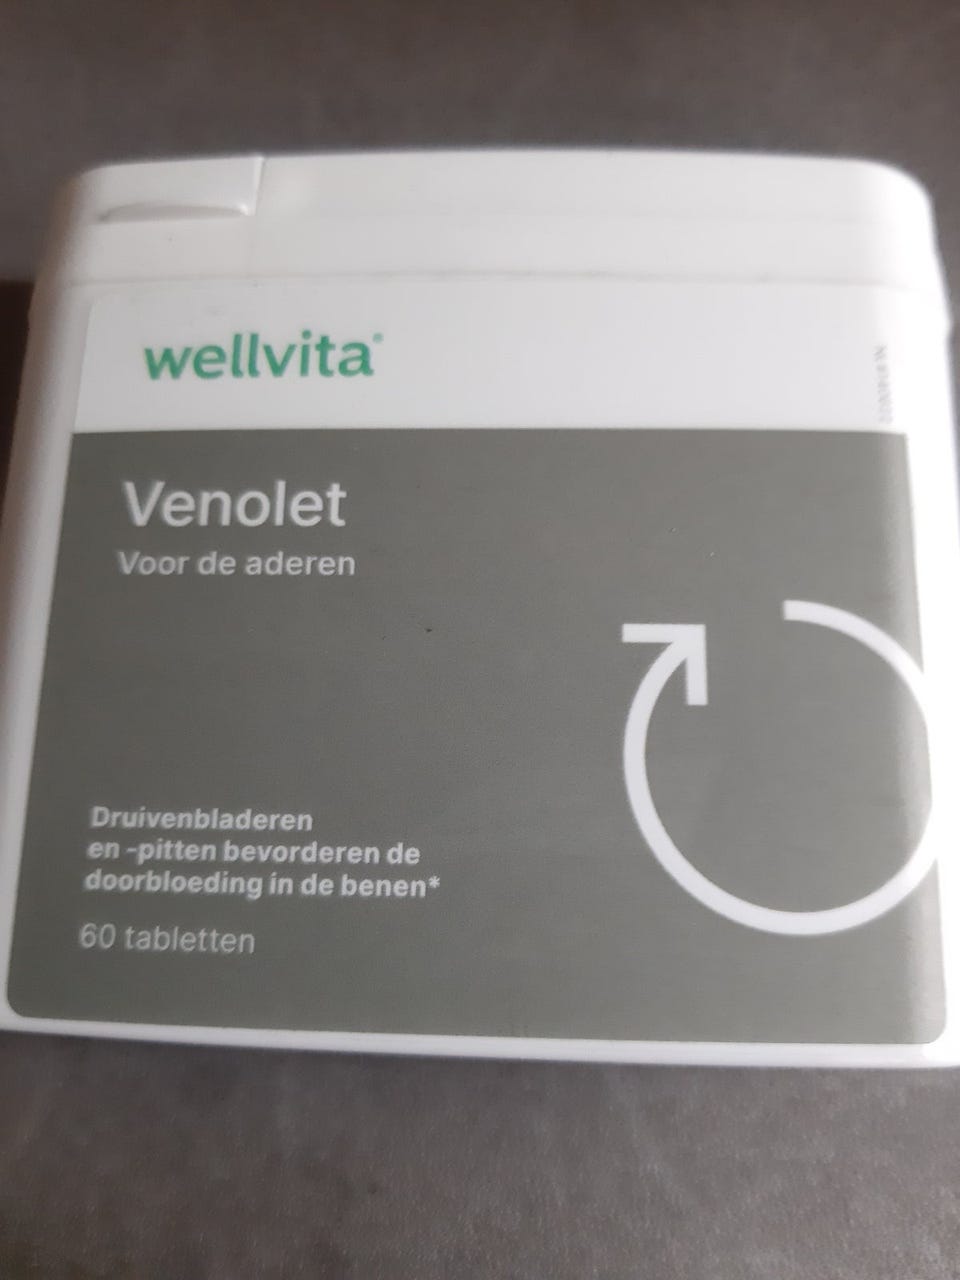 wellvita®
Venolet
Voor de aderen
Druivenbladeren
en -pitten bevorderen de
doorbloeding in de benen*
60 tabletten